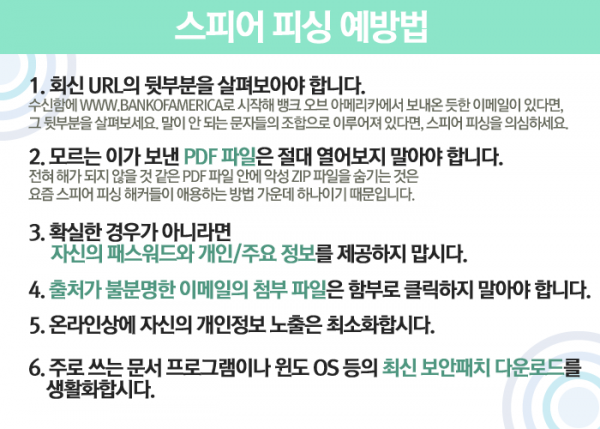 스피어 피싱 예방법
1. 회신 URL의 뒷부분을 살펴보아야 합니다.
수신함에 WWW.BANKOFAMERICA로 시작해 뱅크 오브 아메리카에서 보내온 듯한 이메일이 있다면,
그 뒷부분을 살펴보세요. 말이 안 되는 문자들의 조합으로 이루어져 있다면, 스피어 피싱을 의심하세요.
2. 모르는 이가 보낸 PDF 파일은 절대 열어보지 말아야 합니다.
전혀 해가 되지 않을 것 같은 PDF 파일 안에 악성 ZIP 파일을 숨기는 것은
요즘 스피어 피싱 해커들이 애용하는 방법 가운데 하나이기 때문입니다.
3. 확실한 경우가 아니라면
자신의 패스워드와 개인/주요 정보를 제공하지 맙시다.
4. 출처가 불분명한 이메일의 첨부 파일은 함부로 클릭하지 말아야 합니다.
5. 온라인상에 자신의 개인정보 노출은 최소화합시다.
6. 주로 쓰는 문서 프로그램이나 윈도 OS 등의 최신 보안패치 다운로드를
생활화합시다.